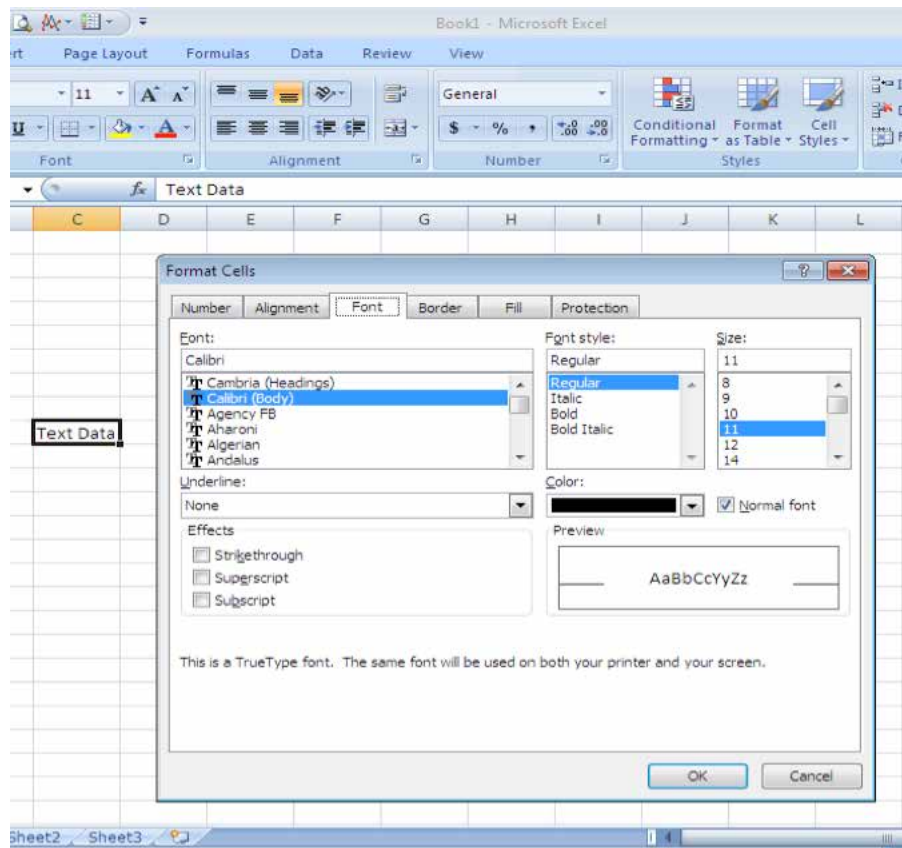 Book1 - Microsoft Excel
Page Layout Formulas Data Review View
11 A A General
U A $ % , .0 .00 .00 .0 Conditional Formatting Format as Table Cell Styles
Font Alignment Number Styles
fx Text Data
C D E F G H I J K L
Format Cells
Number Alignment Font Border Fill Protection
Font: Font style: Size:
Calibri Regular 11
Cambria (Headings) Regular 8
Calibri (Body) Italic 9
Agency FB Bold 10
Aharoni Bold Italic 11
Algerian 12
Andalus 14
Text Data
Underline: Color:
None Normal font
Effects Preview
Strikethrough
Superscript AaBbCcYyZz
Subscript
This is a TrueType font. The same font will be used on both your printer and your screen.
OK Cancel
Sheet2 Sheet3